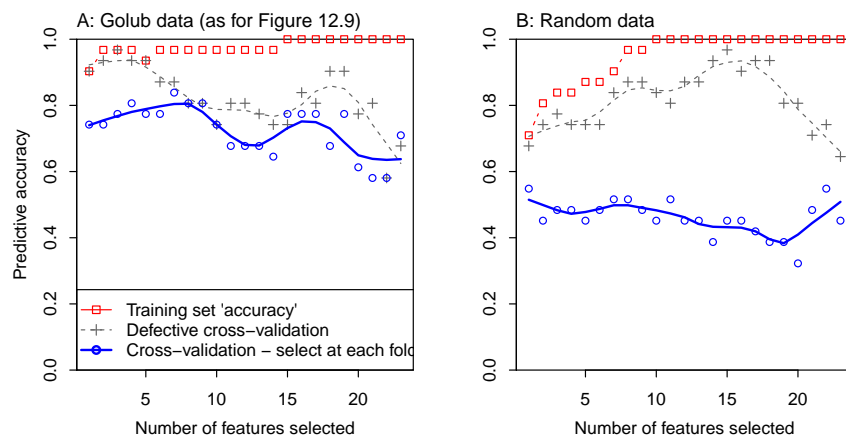 A: Golub data (as for Figure 12.9)
Predictive accuracy
1.0
0.8
0.6
0.4
0.2
0.0
Training set 'accuracy'
Defective cross−validation
Cross−validation − select at each fold
5
10
15
20
Number of features selected
B: Random data
1.0
0.8
0.6
0.4
0.2
0.0
5
10
15
20
Number of features selected